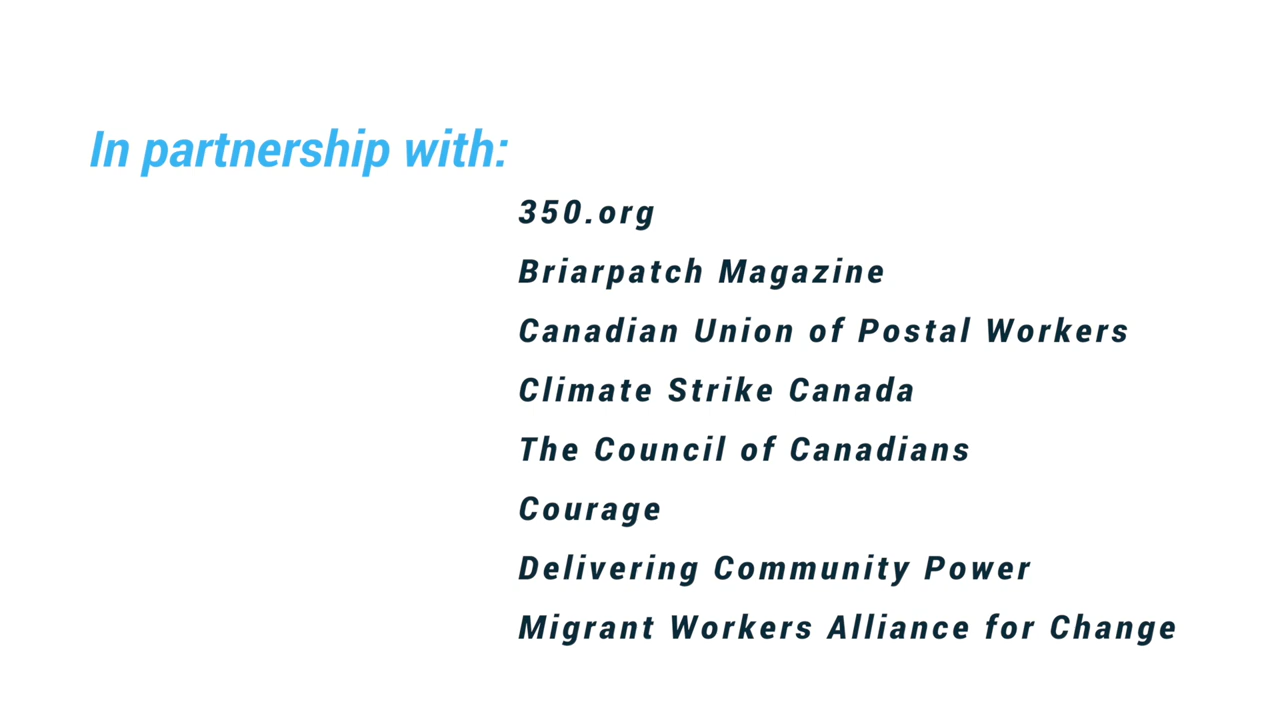 In partnership with:
350.org
Briarpatch Magazine
Canadian Union of Postal Workers
Climate Strike Canada
The Council of Canadians
Courage
Delivering Community Power
Migrant Workers Alliance for Change